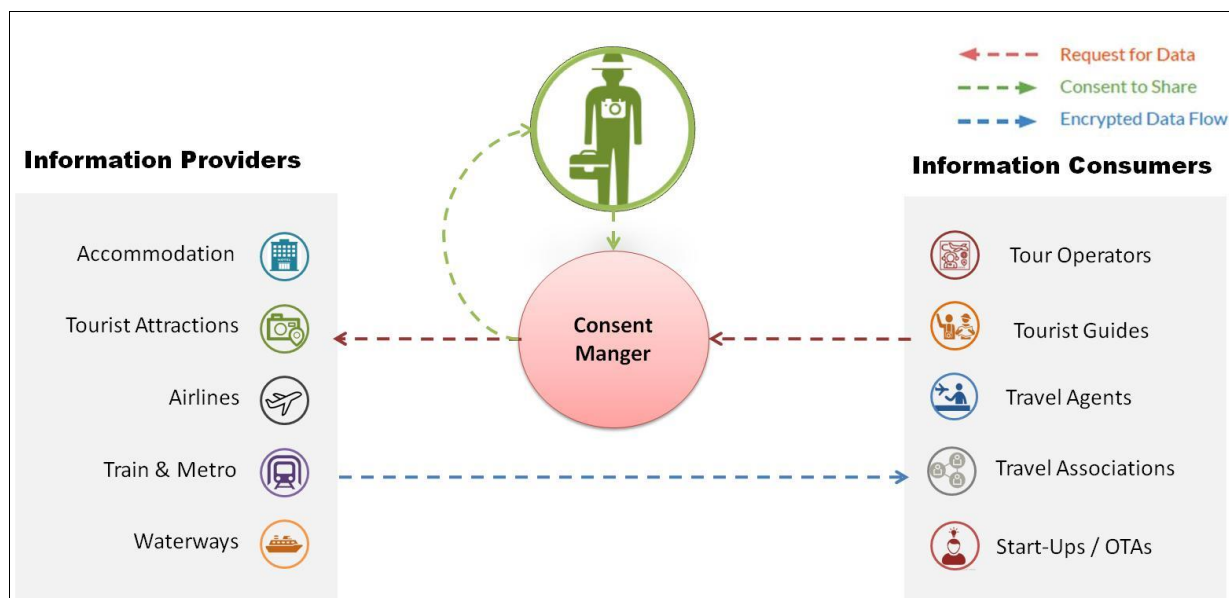 Request for Data
Consent to Share
Encrypted Data Flow
Information Providers
Accommodation
HOTEL
Tourist Attractions
Airlines
Train & Metro
Waterways
Consent
Manger
Information Consumers
Tour Operators
Tourist Guides
Travel Agents
Travel Associations
Start-Ups / OTAs